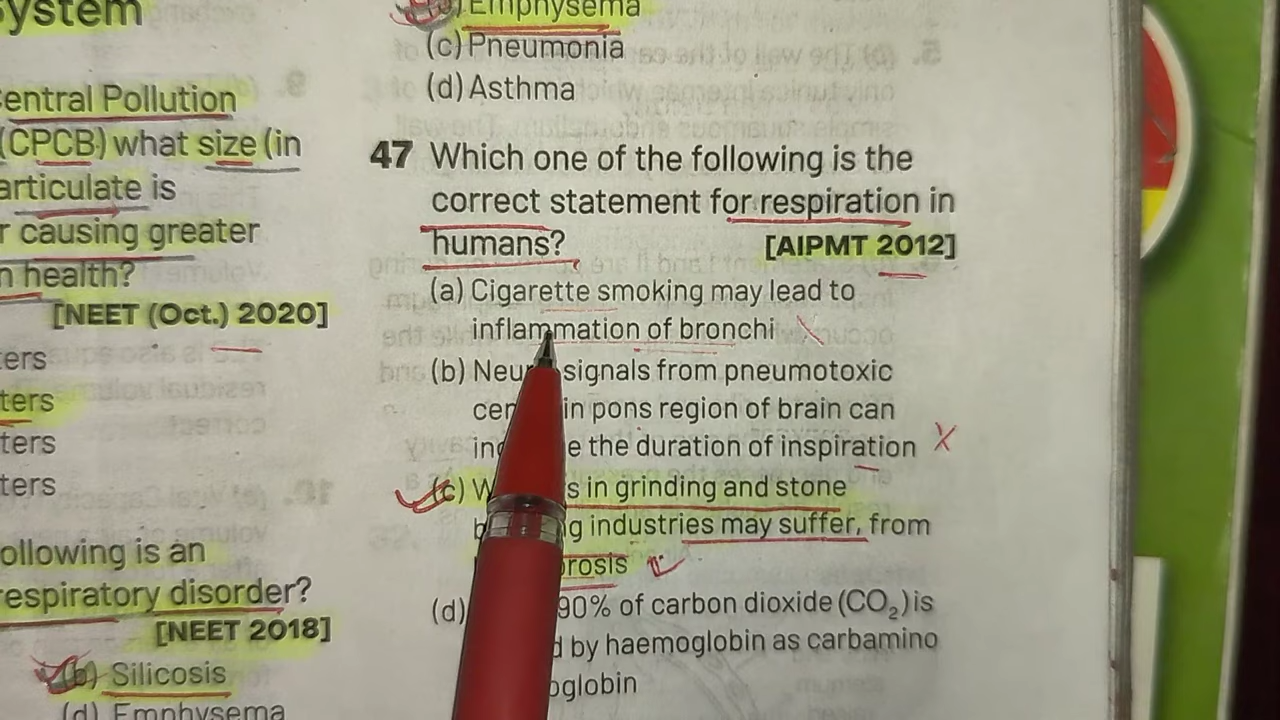 ystem
entral Pollution
(CPCB) what size (in
articulate is
r causing greater
n health?
[NEET (Oct.) 2020]
ers
ters
ters
ters
ollowing is an
espiratory disorder?
[NEET 2018]
(b) Silicosis
(d) Emphysema
(b) Emphysema
(c) Pneumonia
(d) Asthma
47 Which one of the following is the
correct statement for respiration in
humans? [AIPMT 2012]
(a) Cigarette smoking may lead to
inflammation of bronchi
(b) signals from pneumotoxic
in pons region of brain can
the duration of inspiration
(c) in grinding and stone
industries may suffer, from
rosis
(d) 90% of carbon dioxide (CO₂) is
by haemoglobin as carbamino
oglobin